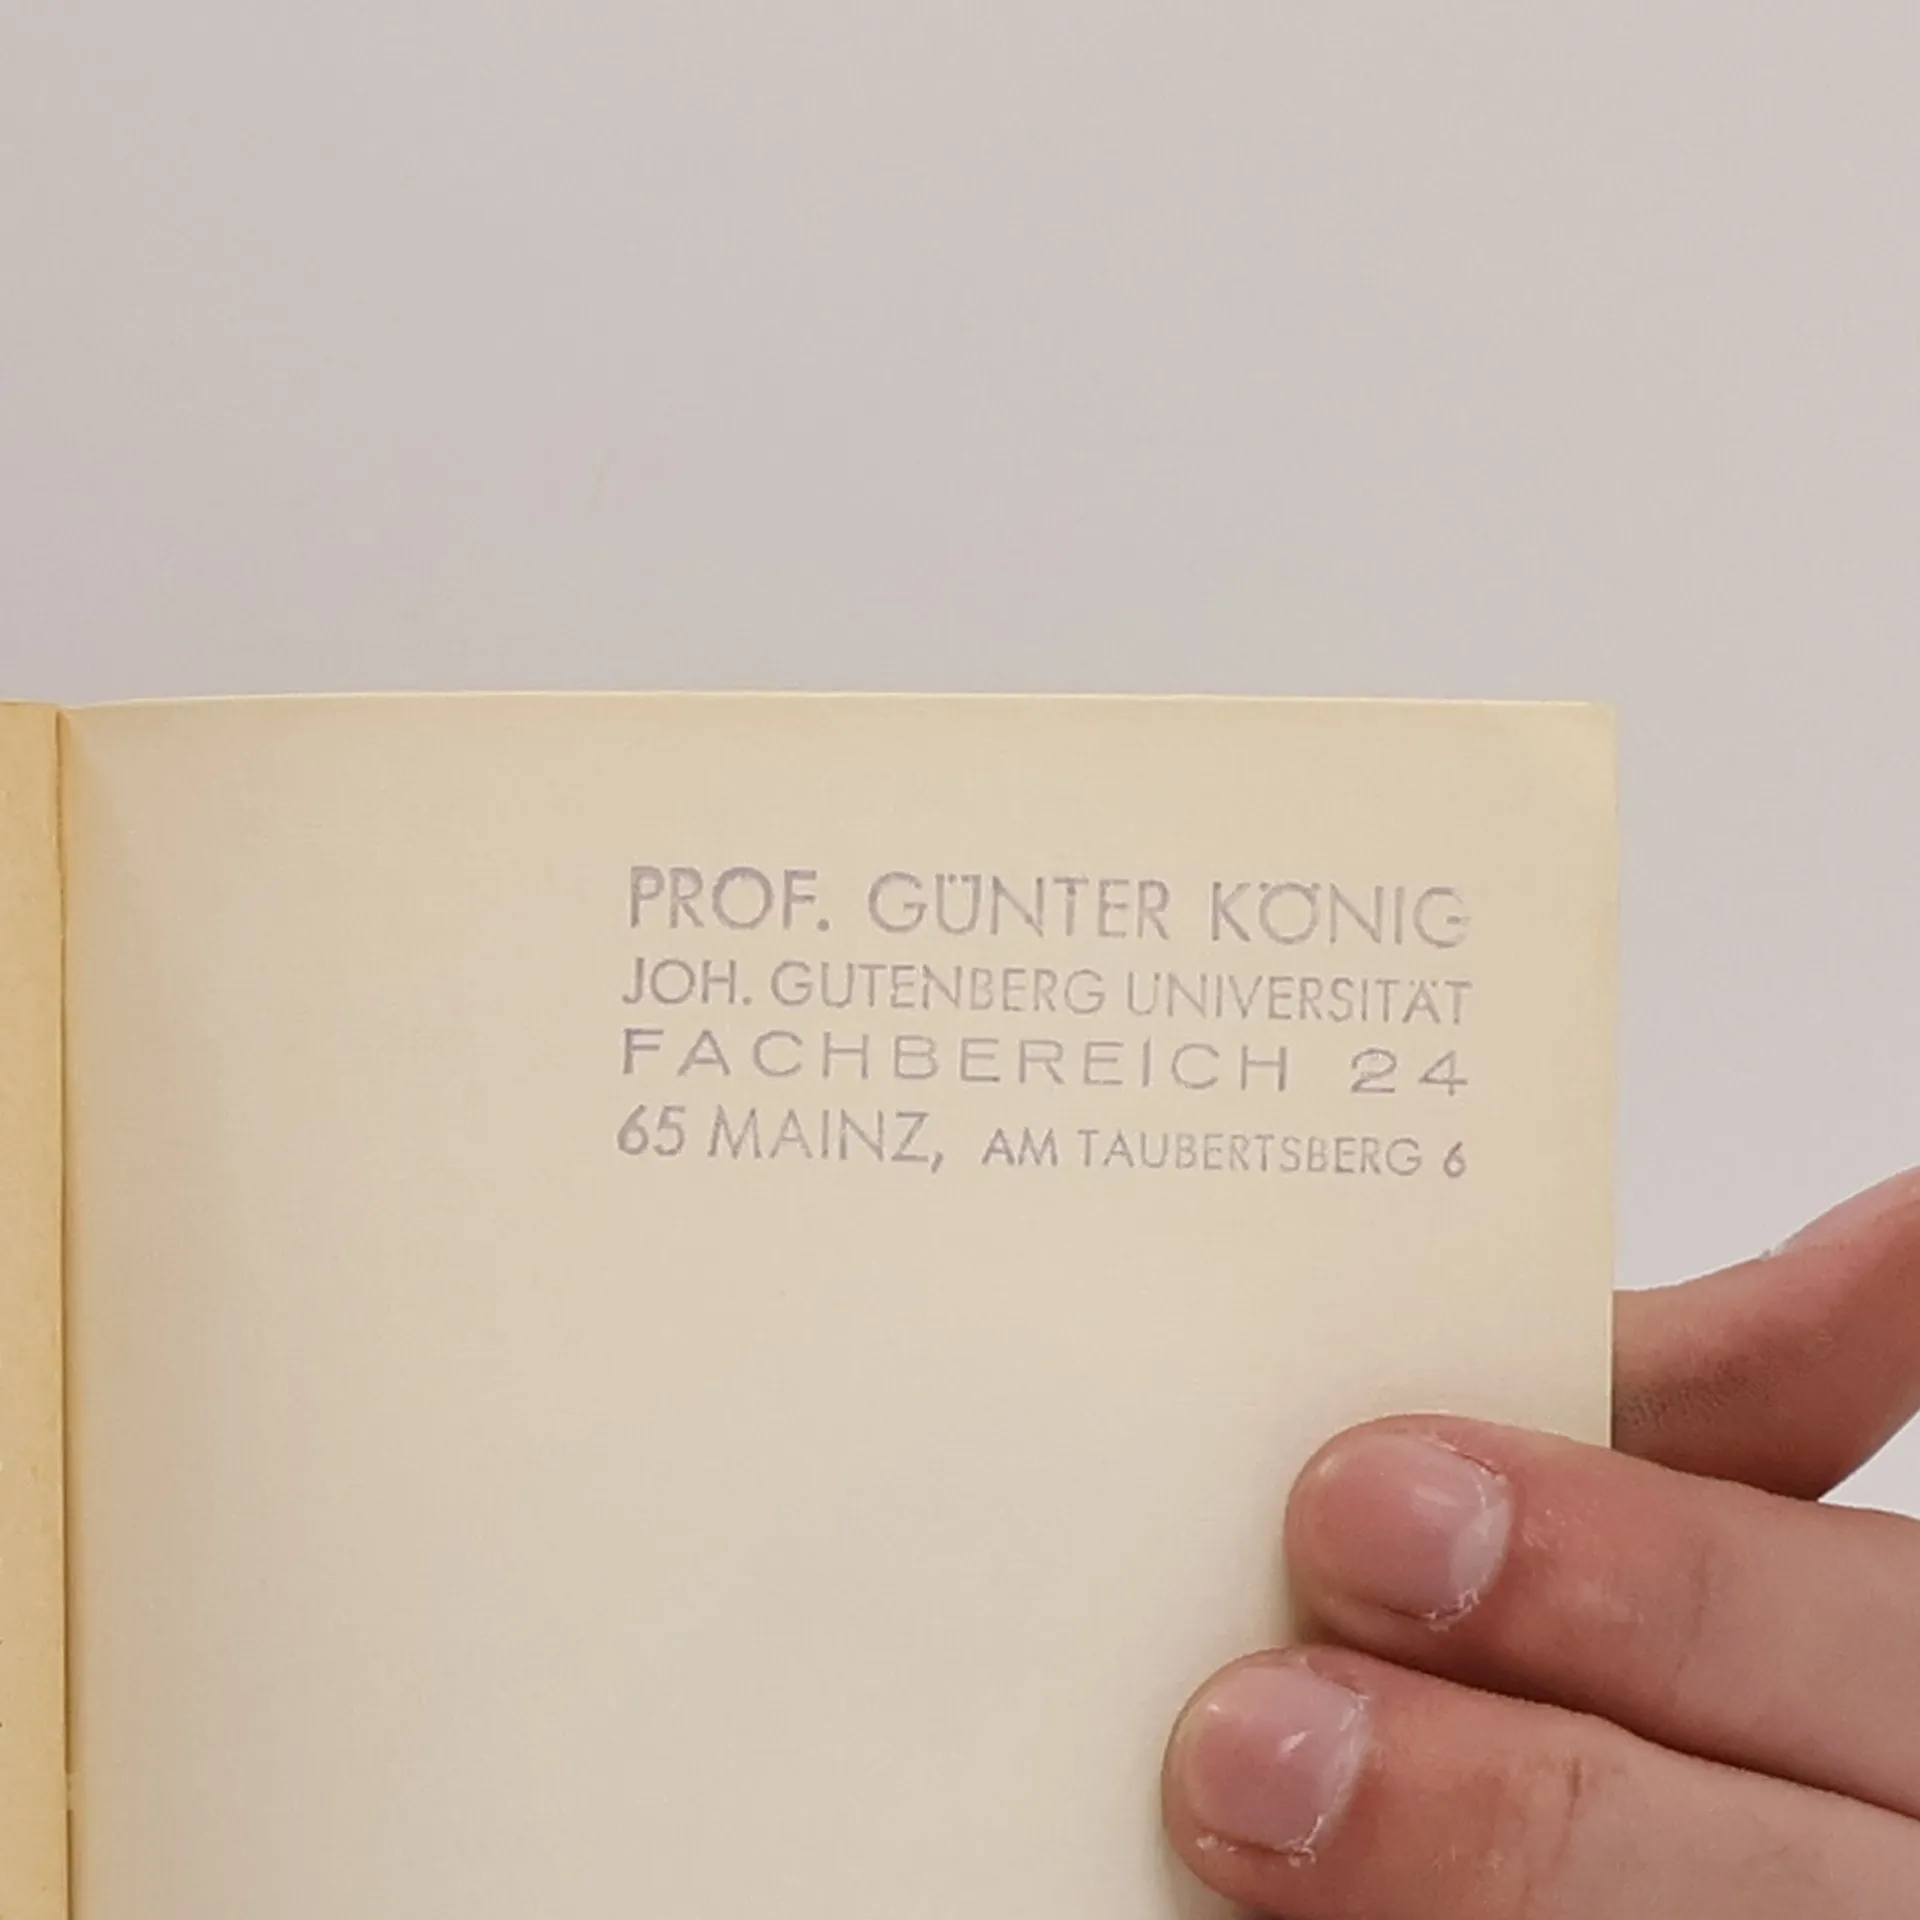 PROF. GÜNTER KÖNIG
JOH. GUTENBERG UNIVERSITÄT
FACHBEREICH 24
65 MAINZ, AM TAUBERTSBERG 6